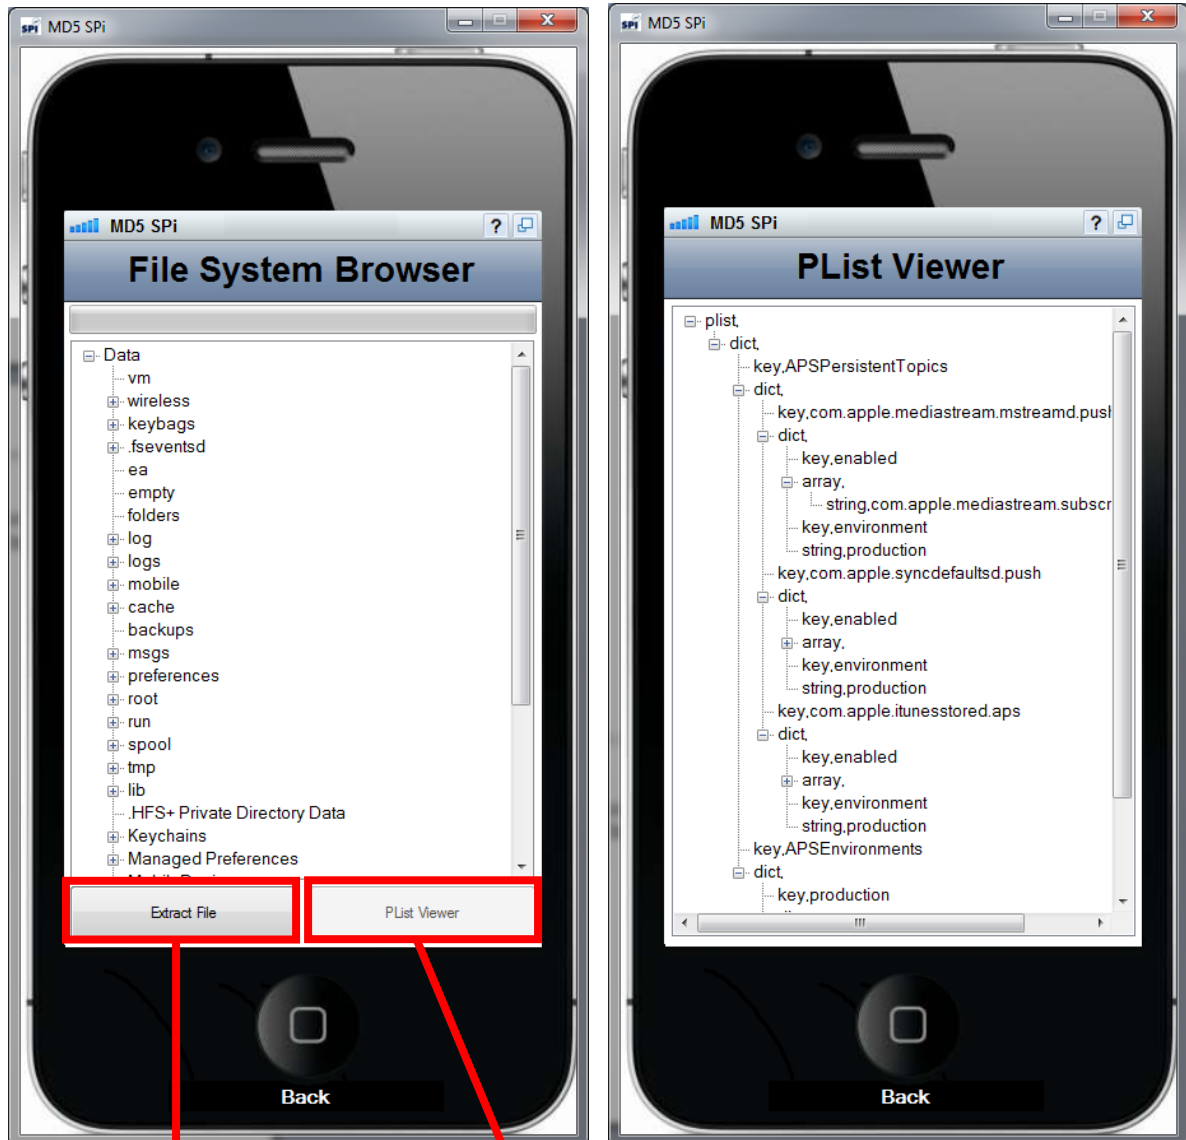 SPi MD5 SPi
MD5 SPi ?
File System Browser
Data
vm
wireless
keybags
.fseventsd
ea
empty
folders
log
logs
mobile
cache
backups
msgs
preferences
root
run
spool
tmp
lib
.HFS+ Private Directory Data
Keychains
Managed Preferences
Extract File
PList Viewer
Back
SPi MD5 SPi
MD5 SPi ?
PList Viewer
plist,
dict,
key,APSPersistentTopics
dict,
key,com.apple.mediastream.mstreamd.push
dict,
key,enabled
array,
string,com.apple.mediastream.subscr
key,environment
string,production
key,com.apple.syncdefaultsd.push
dict,
key,enabled
array,
key,environment
string,production
key,com.apple.itunesstored.aps
dict,
key,enabled
array,
key,environment
string,production
key,APSEnvironments
dict,
key,production
Back